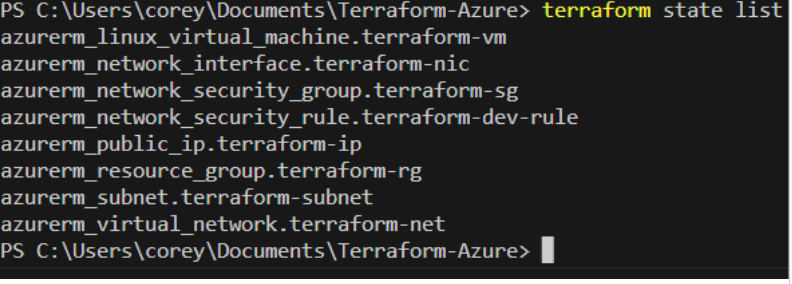 PS C:\Users\corey\Documents\Terraform-Azure> terraform state list
azurerm_linux_virtual_machine.terraform-vm
azurerm_network_interface.terraform-nic
azurerm_network_security_group.terraform-sg
azurerm_network_security_rule.terraform-dev-rule
azurerm_public_ip.terraform-ip
azurerm_resource_group.terraform-rg
azurerm_subnet.terraform-subnet
azurerm_virtual_network.terraform-net
PS C:\Users\corey\Documents\Terraform-Azure>